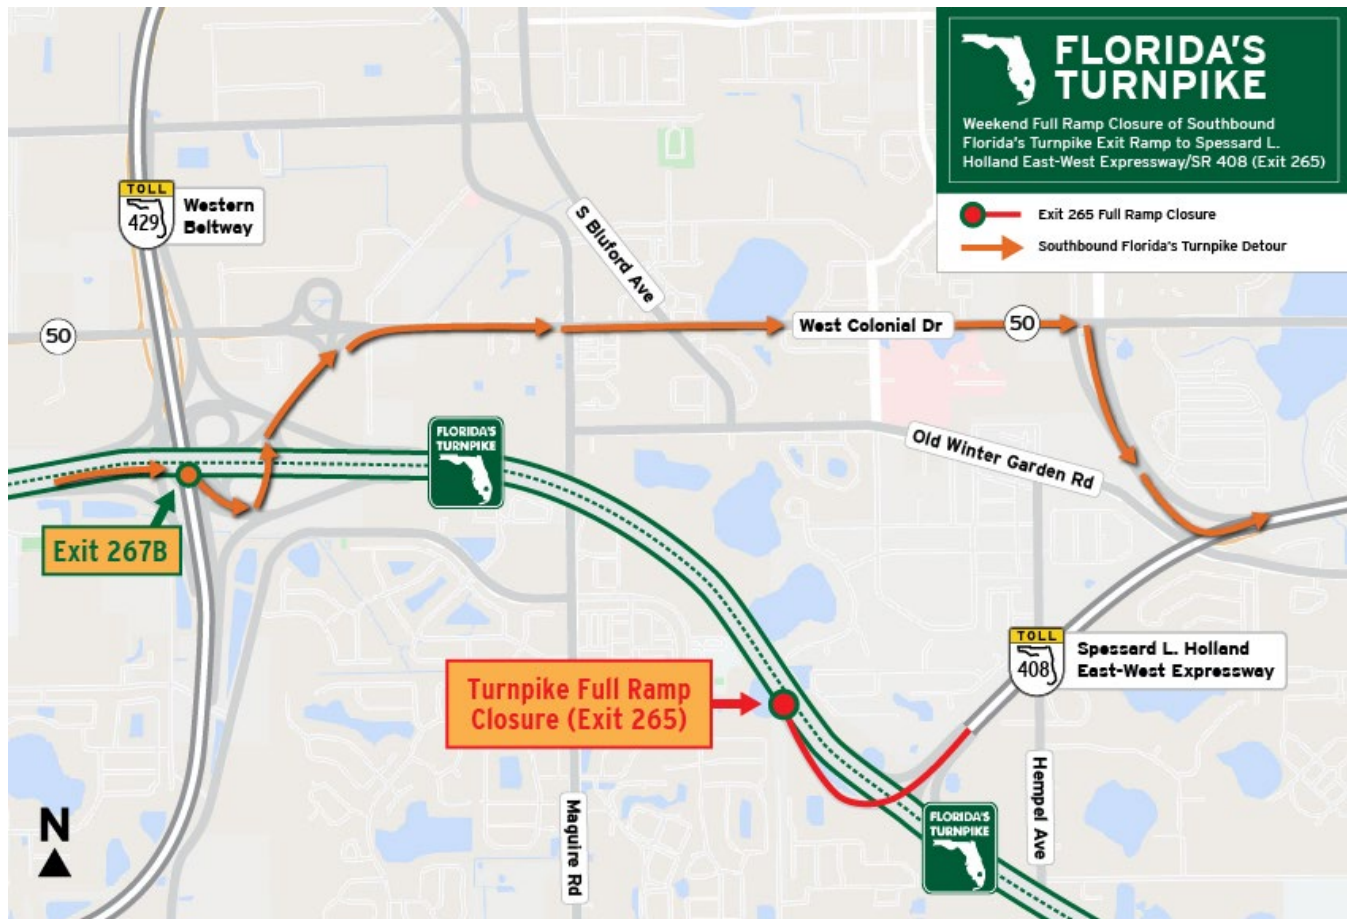 FLORIDA'S
TURNPIKE
Weekend Full Ramp Closure of Southbound
Florida's Turnpike Exit Ramp to Spessard L.
Holland East-West Expressway/SR 408 (Exit 265)
Exit 265 Full Ramp Closure
Southbound Florida's Turnpike Detour
TOLL
429
Western
Beltway
S Bluford Ave
50
West Colonial Dr
50
FLORIDA'S
TURNPIKE
Old Winter Garden Rd
Exit 267B
TOLL
408
Spessard L. Holland
East-West Expressway
Turnpike Full Ramp
Closure (Exit 265)
Hempel Ave
Maguire Rd
FLORIDA'S
TURNPIKE
N